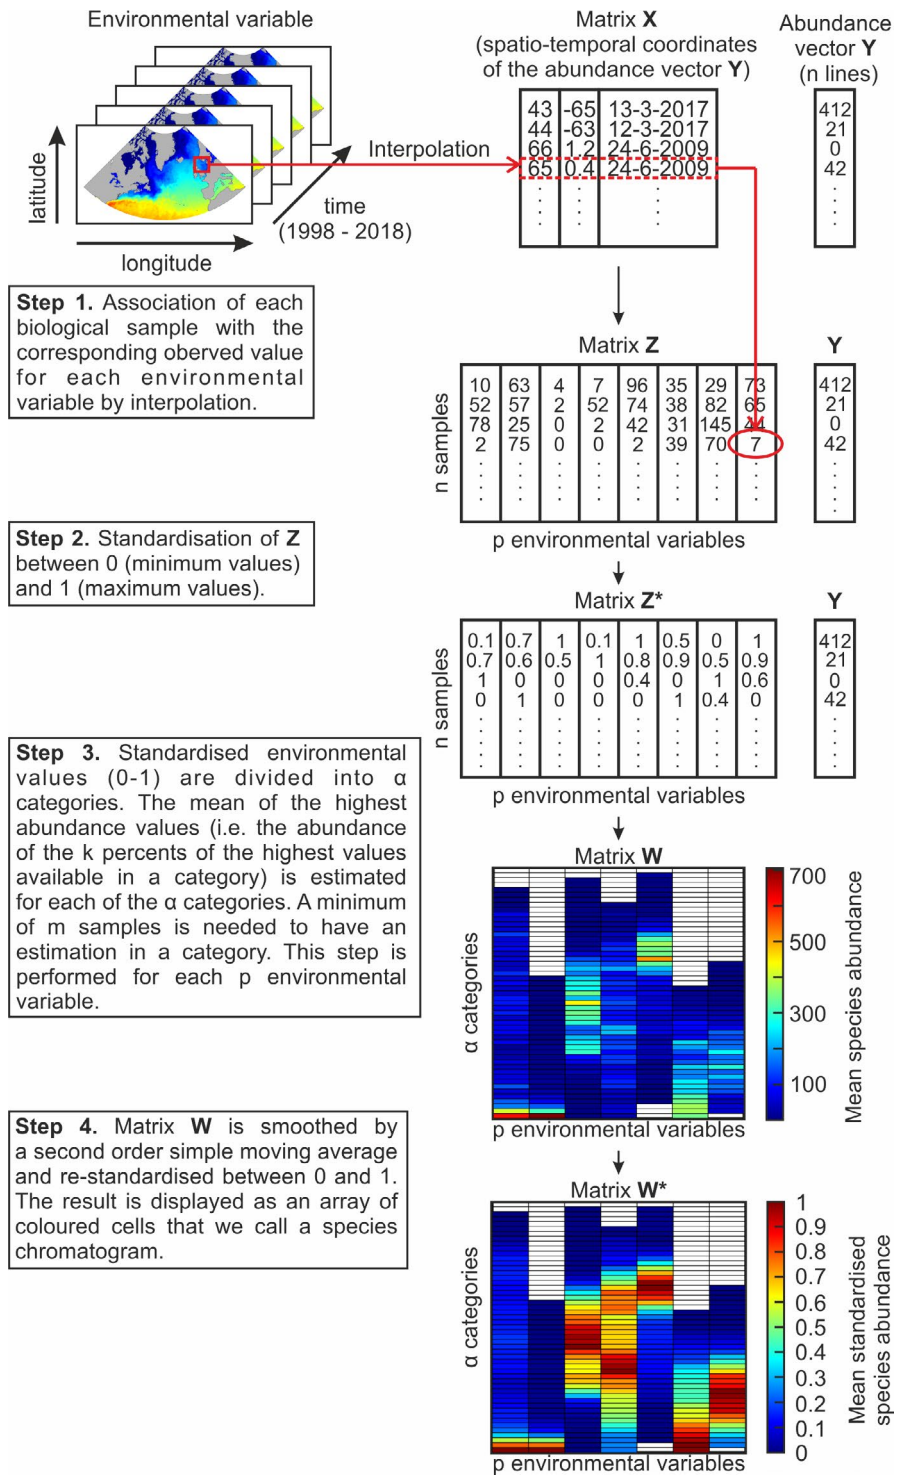 Environmental variable
latitude
longitude
time
(1998 - 2018)
Interpolation
Matrix X
(spatio-temporal coordinates
of the abundance vector Y)
43 -65 13-3-2017
44 -63 12-3-2017
66 1.2 24-6-2009
65 0.4 24-6-2009
Abundance
vector Y
(n lines)
412
21
0
42
Step 1. Association of each
biological sample with the
corresponding oberved value
for each environmental
variable by interpolation.
Matrix Z
n samples
10 63 4 7 96 35 29 73
52 57 2 52 74 38 82 65
78 25 0 2 42 31 145 44
2 75 0 0 2 39 70 7
p environmental variables
Y
412
21
0
42
Step 2. Standardisation of Z
between 0 (minimum values)
and 1 (maximum values).
Matrix Z*
n samples
0.1 0.7 1 0.1 1 0.5 0 1
0.7 0.6 0.5 1 0.8 0.9 0.5 0.9
1 0 0 0 0.4 0 1 0.6
0 1 0 0 0 1 0.4 0
p environmental variables
Y
412
21
0
42
Step 3. Standardised environmental
values (0-1) are divided into α
categories. The mean of the highest
abundance values (i.e. the abundance
of the k percents of the highest values
available in a category) is estimated
for each of the α categories. A minimum
of m samples is needed to have an
estimation in a category. This step is
performed for each p environmental
variable.
Matrix W
α categories
p environmental variables
700
500
300
100
Mean species abundance
Step 4. Matrix W is smoothed by
a second order simple moving average
and re-standardised between 0 and 1.
The result is displayed as an array of
coloured cells that we call a species
chromatogram.
Matrix W*
α categories
p environmental variables
1
0.9
0.8
0.7
0.6
0.5
0.4
0.3
0.2
0.1
0
Mean standardised
species abundance